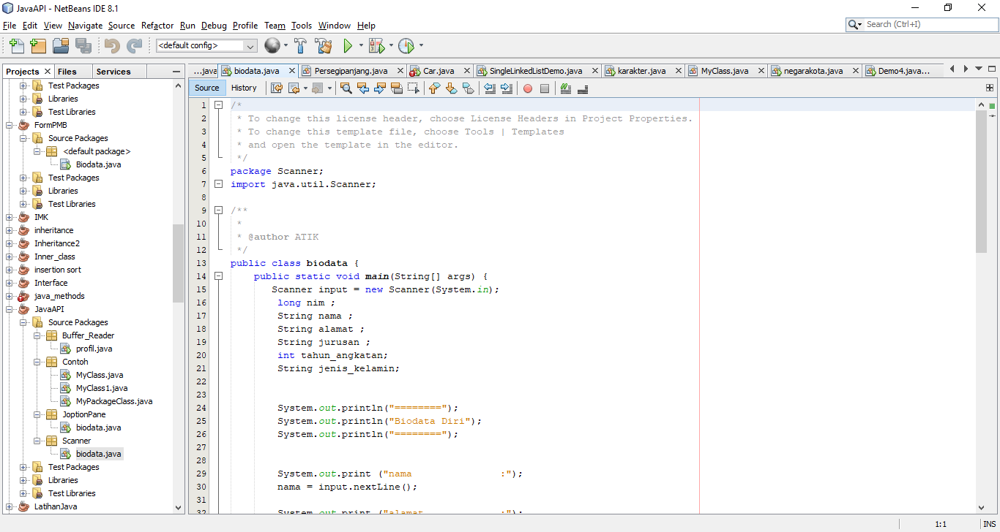 JavaAPI - NetBeans IDE 8.1
File Edit View Navigate Source Refactor Run Debug Profile Team Tools Window Help
Search (Ctrl+I)
<default config>
Projects Files Services
Test Packages
Libraries
Test Libraries
FormPMB
Source Packages
<default package>
Biodata.java
Test Packages
Libraries
Test Libraries
IMK
inheritance
Inheritance2
Inner_class
insertion sort
Interface
java_methods
JavaAPI
Source Packages
Buffer_Reader
profil.java
Contoh
MyClass.java
MyClass1.java
MyPackageClass.java
JoptionPane
biodata.java
Scanner
biodata.java
Test Packages
Libraries
Test Libraries
LatihanJava
...java biodata.java Persegipanjang.java Car.java SingleLinkedListDemo.java karakter.java MyClass.java negarakota.java Demo4.java...
Source History
1 /*
2 * To change this license header, choose License Headers in Project Properties.
3 * To change this template file, choose Tools | Templates
4 * and open the template in the editor.
5 */
6 package Scanner;
7 import java.util.Scanner;
8
9 /**
10 *
11 * @author ATIK
12 */
13 public class biodata {
14 public static void main(String[] args) {
15 Scanner input = new Scanner(System.in);
16 long nim ;
17 String nama ;
18 String alamat ;
19 String jurusan ;
20 int tahun_angkatan;
21 String jenis_kelamin;
22
23
24 System.out.println("========");
25 System.out.println("Biodata Diri");
26 System.out.println("========");
27
28
29 System.out.print ("nama               :");
30 nama = input.nextLine();
31
32 System.out.print ("alamat             :");
1:1 INS